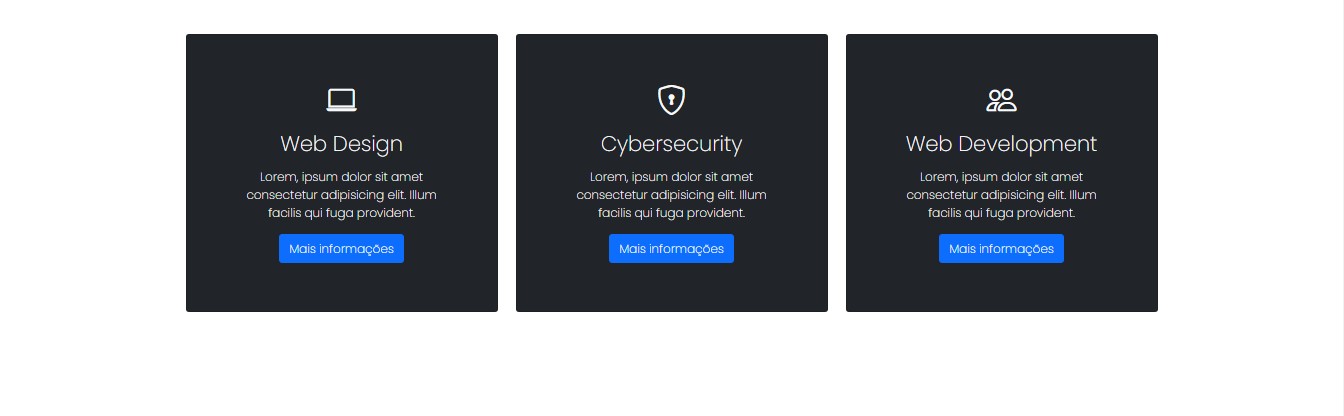 Web Design
Lorem, ipsum dolor sit amet
consectetur adipisicing elit. Illum
facilis qui fuga provident.
Mais informações
Cybersecurity
Lorem, ipsum dolor sit amet
consectetur adipisicing elit. Illum
facilis qui fuga provident.
Mais informações
Web Development
Lorem, ipsum dolor sit amet
consectetur adipisicing elit. Illum
facilis qui fuga provident.
Mais informações